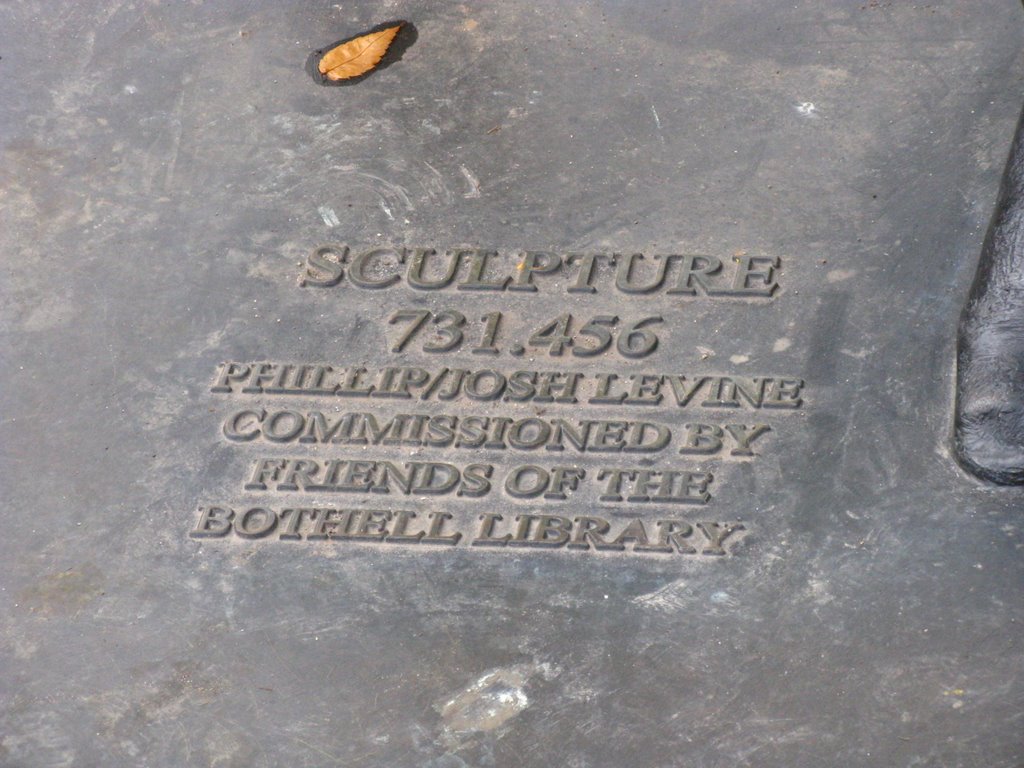 SCULPTURE
731.456
PHILLIP/JOSH LEVINE
COMMISSIONED BY
FRIENDS OF THE
BOTHELL LIBRARY